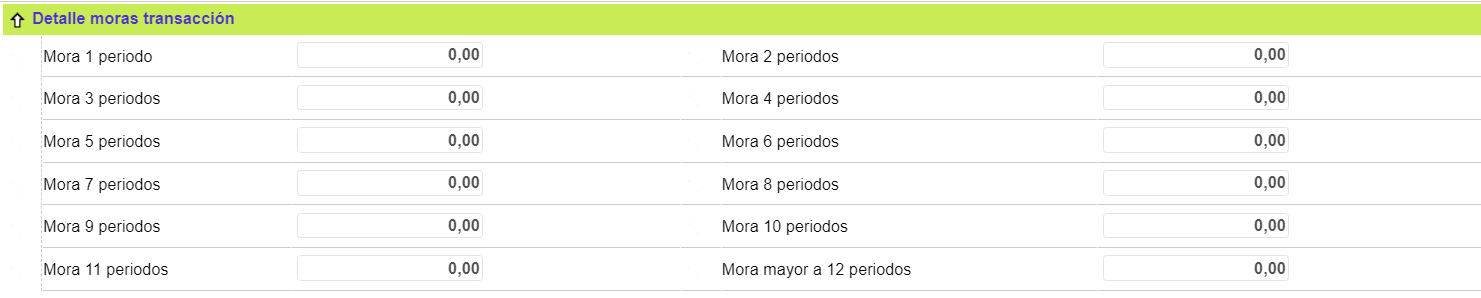 Detalle moras transacción
Mora 1 periodo 0,00 Mora 2 periodos 0,00
Mora 3 periodos 0,00 Mora 4 periodos 0,00
Mora 5 periodos 0,00 Mora 6 periodos 0,00
Mora 7 periodos 0,00 Mora 8 periodos 0,00
Mora 9 periodos 0,00 Mora 10 periodos 0,00
Mora 11 periodos 0,00 Mora mayor a 12 periodos 0,00